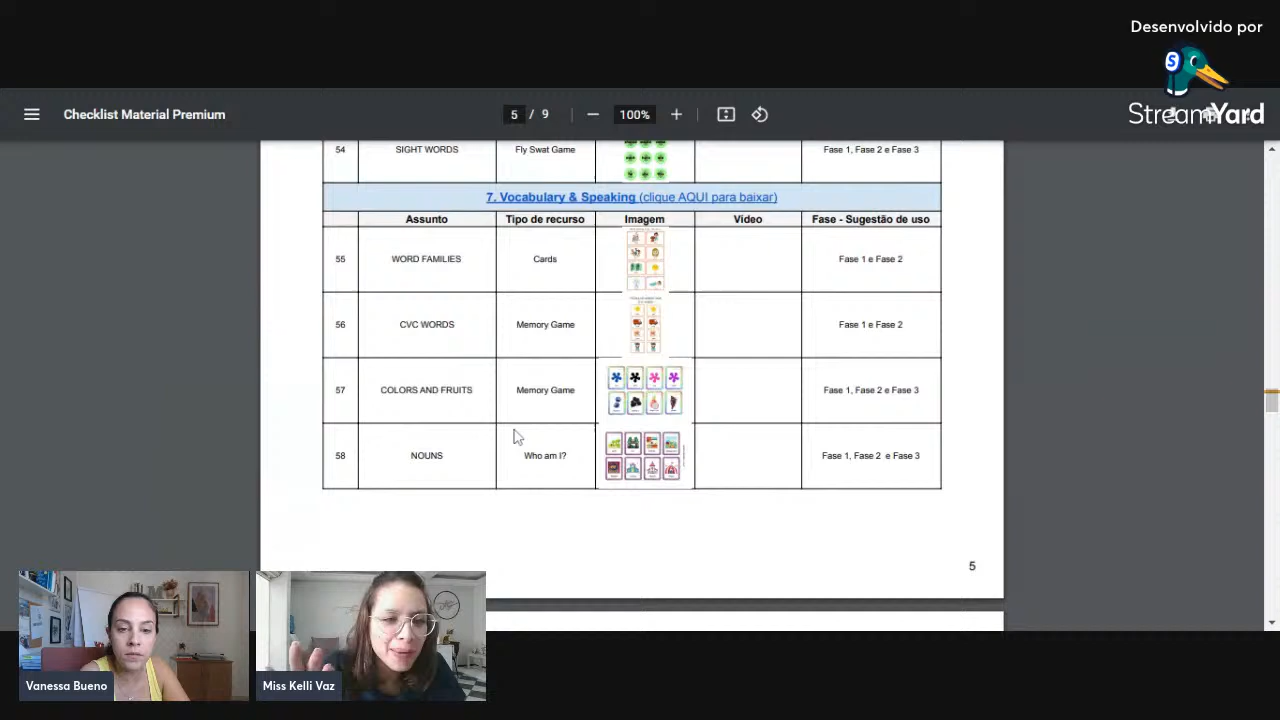 Desenvolvido por
StreamYard
Checklist Material Premium
5 / 9
100%
54 SIGHT WORDS Fly Swat Game Fase 1, Fase 2 e Fase 3
7. Vocabulary & Speaking (clique AQUI para baixar)
Assunto Tipo de recurso Imagem Vídeo Fase - Sugestão de uso
55 WORD FAMILIES Cards Fase 1 e Fase 2
56 CVC WORDS Memory Game Fase 1 e Fase 2
57 COLORS AND FRUITS Memory Game Fase 1, Fase 2 e Fase 3
58 NOUNS Who am I? Fase 1, Fase 2 e Fase 3
5
Vanessa Bueno
Miss Kelli Vaz